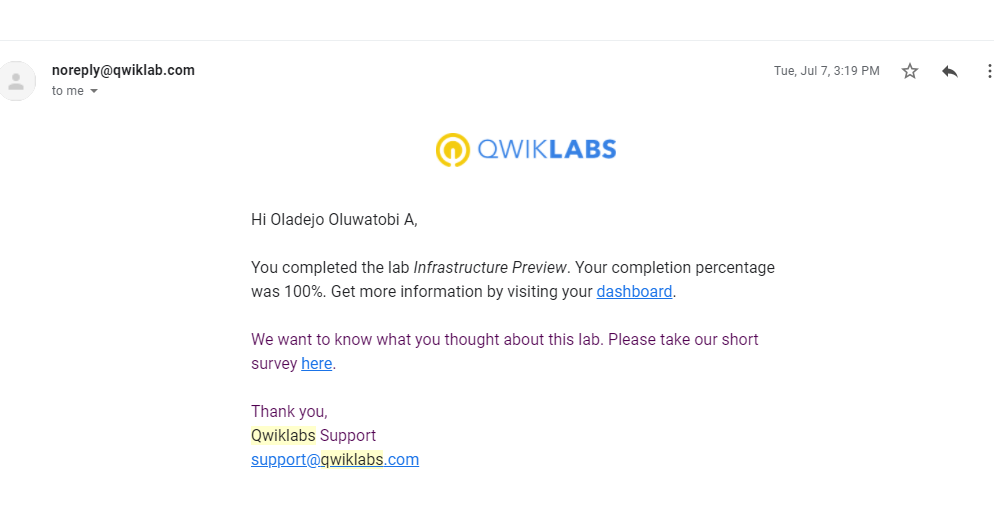 noreply@qwiklab.com
Tue, Jul 7, 3:19 PM
to me
QWIKLABS
Hi Oladejo Oluwatobi A,
You completed the lab Infrastructure Preview. Your completion percentage
was 100%. Get more information by visiting your dashboard.
We want to know what you thought about this lab. Please take our short
survey here.
Thank you,
Qwiklabs Support
support@qwiklabs.com